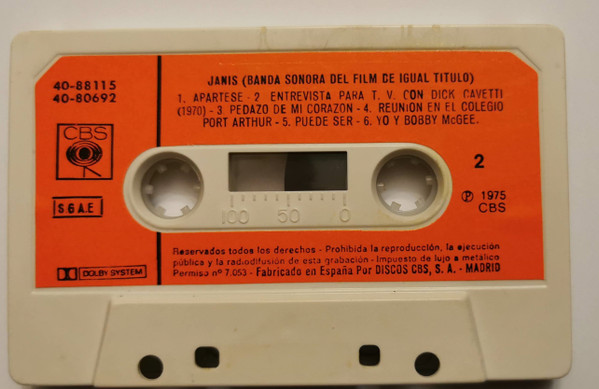 JANIS (BANDA SONORA DEL FILM DE IGUAL TITULO)
40-88115
40-80692
1. APARTESE - 2 ENTREVISTA PARA T. V. CON DICK CAVETTI
(1970) - 3. PEDAZO DE MI CORAZON - 4. REUNION EN EL COLEGIO
PORT ARTHUR - 5. PUEDE SER - 6. YO Y BOBBY McGEE.
CBS
2
S.G.A.E.
100 50 0
Ⓟ 1975
CBS
Reservados todos los derechos - Prohibida la reproducción, la ejecución
pública y la radiodifusión de esta grabación - Impuesto de lujo a metálico
Permiso nº 7.053 - Fabricado en España Por DISCOS CBS, S. A. - MADRID
DOLBY SYSTEM